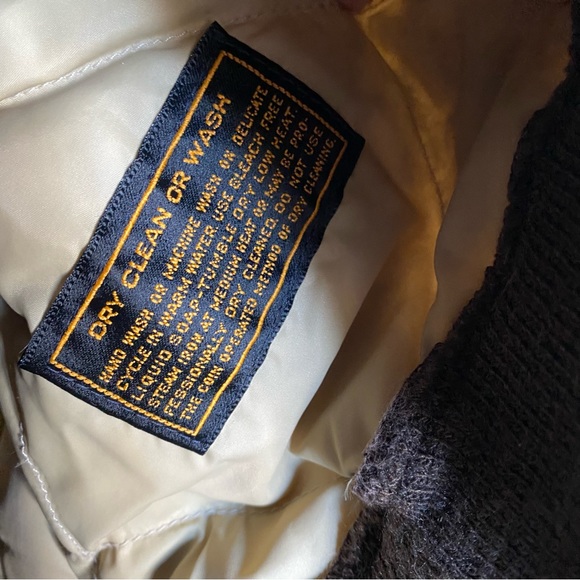 DRY CLEAN OR WASH
HAND WASH OR MACHINE WASH ON DELICATE
CYCLE IN WARM WATER USE BLEACH FREE
LIQUID SOAP-TUMBLE DRY LOW HEAT.
STEAM IRON AT MEDIUM HEAT OR MAY BE PRO-
FESSIONALLY DRY CLEANED. DO NOT USE
THE COIN OPERATED METHOD OF DRY CLEANING.